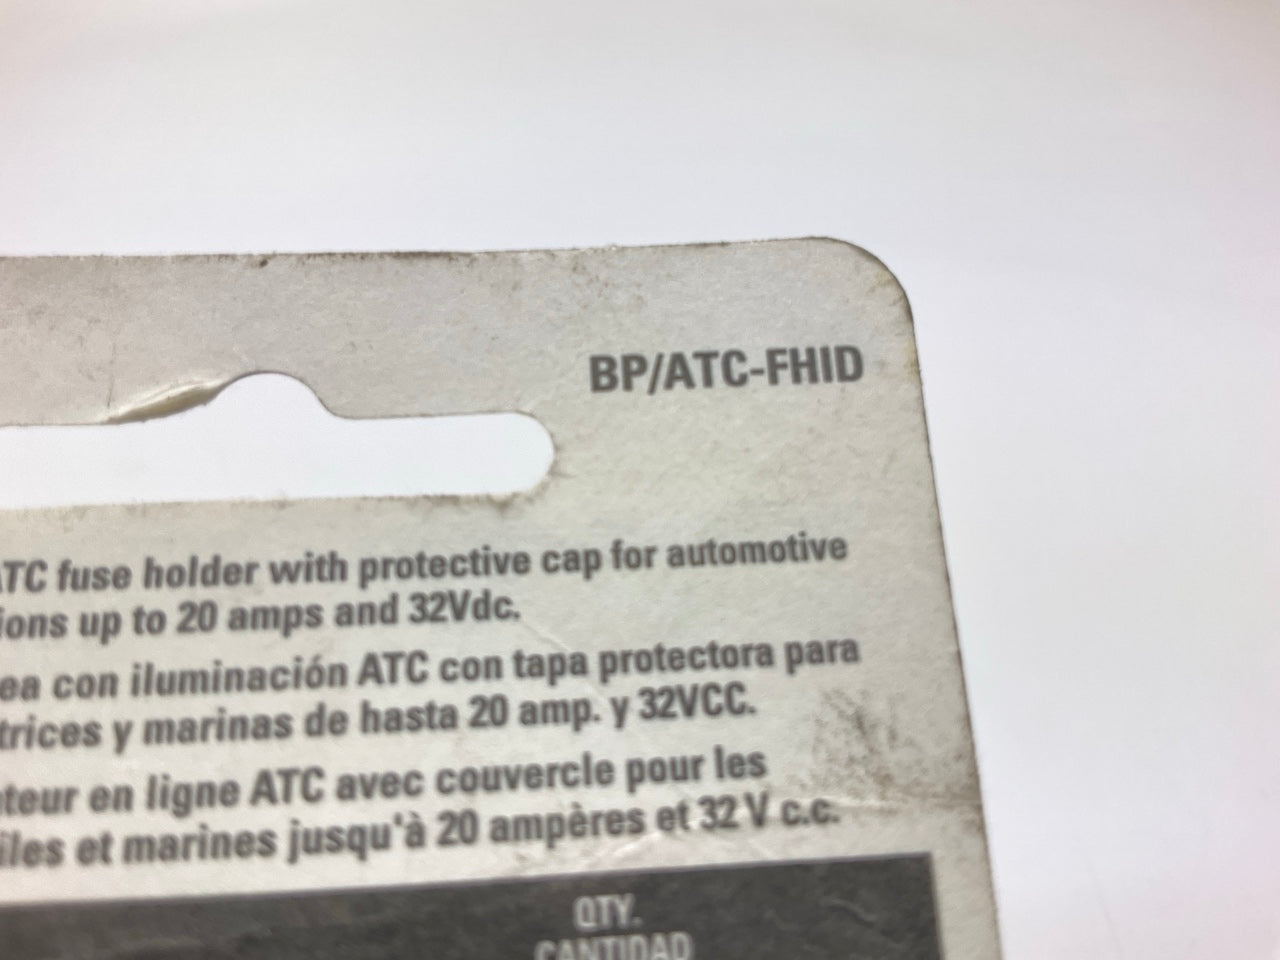 BP/ATC-FHID
ATC fuse holder with protective cap for automotive
ions up to 20 amps and 32Vdc.
ea con iluminación ATC con tapa protectora para
trices y marinas de hasta 20 amp. y 32VCC.
teur en ligne ATC avec couvercle pour les
iles et marines jusqu'à 20 ampères et 32 V c.c.
QTY.
CANTIDAD